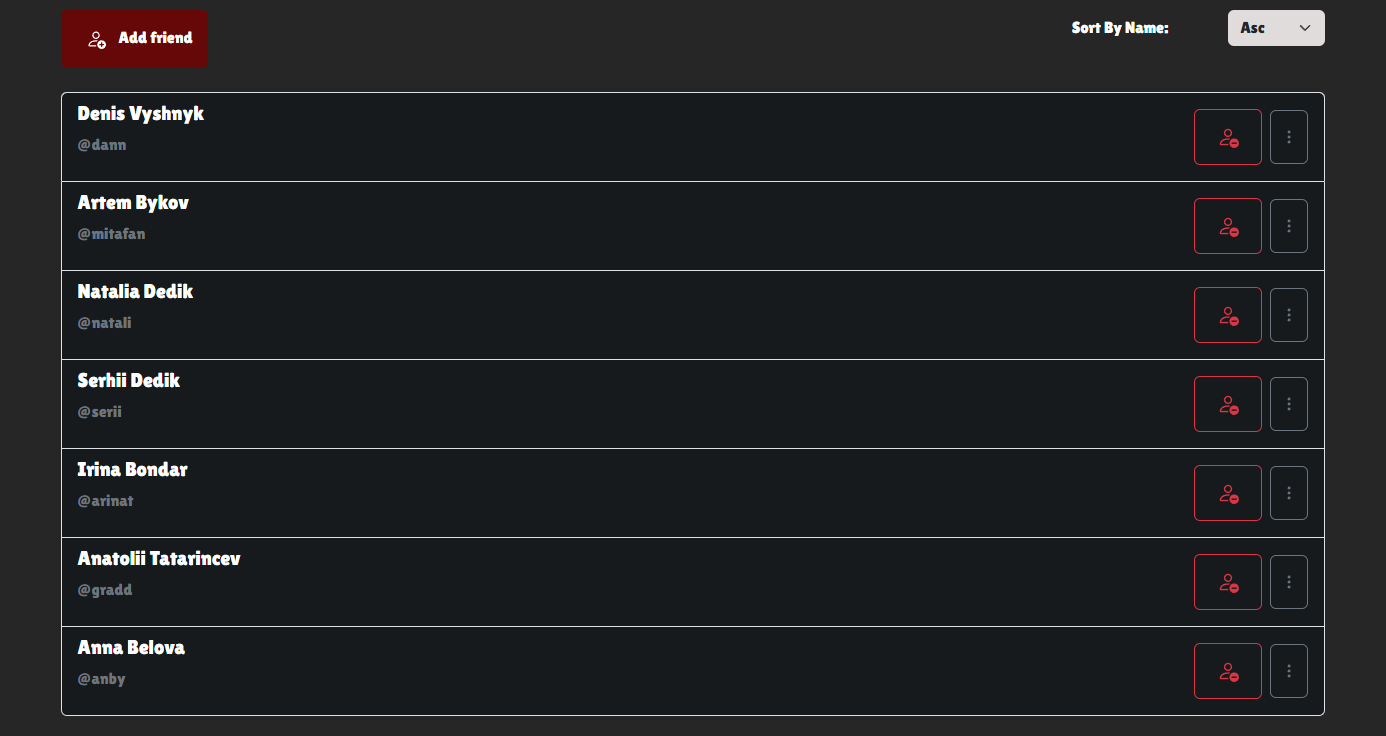 Add friend
Sort By Name:
Asc
Denis Vyshnyk
@dann
Artem Bykov
@mitafan
Natalia Dedik
@natali
Serhii Dedik
@serii
Irina Bondar
@arinat
Anatolii Tatarincev
@gradd
Anna Belova
@anby